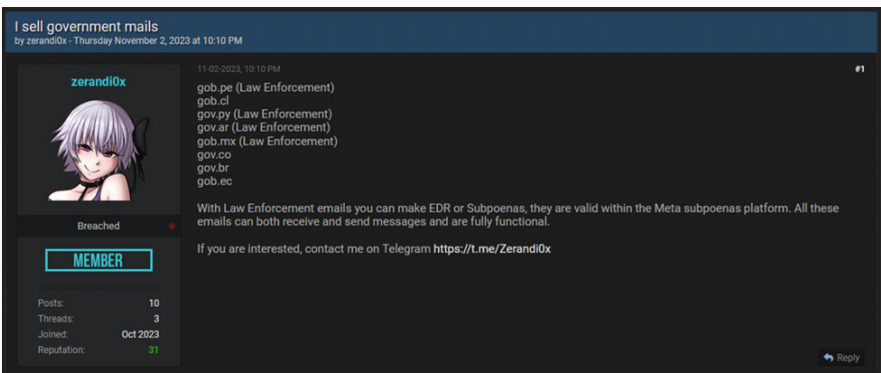 I sell government mails
by zerandi0x - Thursday November 2, 2023 at 10:10 PM
zerandi0x
Breached
MEMBER
Posts: 10
Threads: 3
Joined: Oct 2023
Reputation: 31
11-02-2023, 10:10 PM #1
gob.pe (Law Enforcement)
gob.cl
gov.py (Law Enforcement)
gov.ar (Law Enforcement)
gob.mx (Law Enforcement)
gov.co
gov.br
gob.ec
With Law Enforcement emails you can make EDR or Subpoenas, they are valid within the Meta subpoenas platform. All these
emails can both receive and send messages and are fully functional.
If you are interested, contact me on Telegram https://t.me/Zerandi0x
Reply